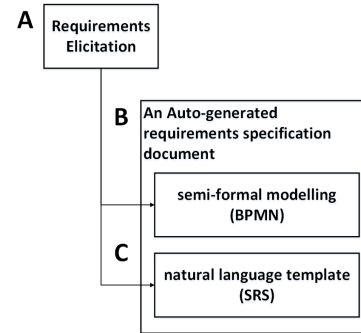 A
Requirements
Elicitation
B
An Auto-generated
requirements specification
document
semi-formal modelling
(BPMN)
C
natural language template
(SRS)